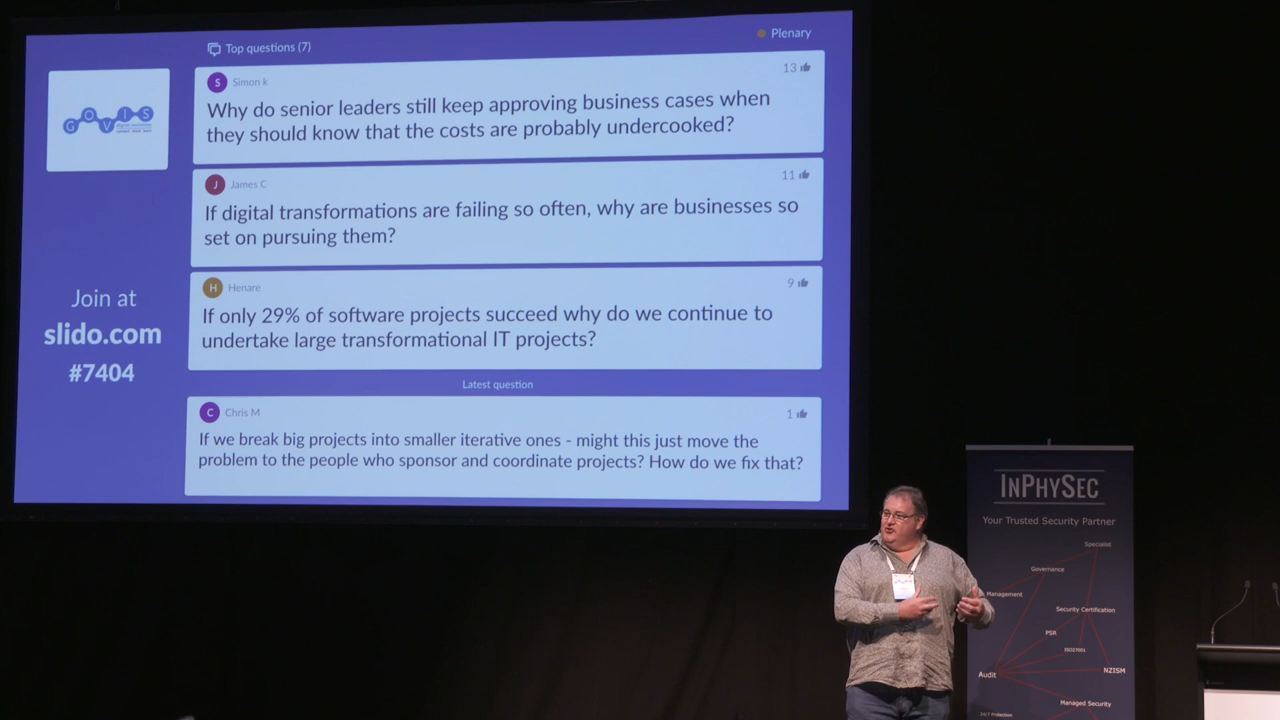 Top questions (7)
Plenary
GOVIS
S
Simon k
13
Why do senior leaders still keep approving business cases when
they should know that the costs are probably undercooked?
J
James C
11
If digital transformations are failing so often, why are businesses so
set on pursuing them?
Join at
slido.com
#7404
H
Henare
9
If only 29% of software projects succeed why do we continue to
undertake large transformational IT projects?
Latest question
C
Chris M
1
If we break big projects into smaller iterative ones - might this just move the
problem to the people who sponsor and coordinate projects? How do we fix that?
INPHYSEC
Your Trusted Security Partner
Specialist
Governance
Management
Security Certification
PSR
ISO27001
NZISM
Audit
Managed Security
24/7 Protection